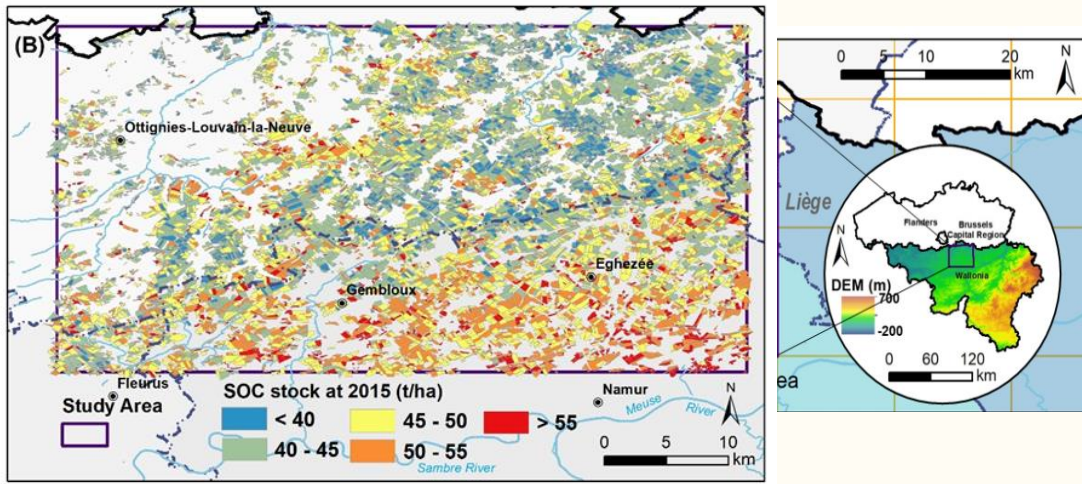 (B)
Ottignies-Louvain-la-Neuve
Eghezée
Gembloux
Fleurus
Study Area
SOC stock at 2015 (t/ha)
< 40
45 - 50
> 55
40 - 45
50 - 55
Namur
Meuse River
Sambre River
N
0 5 10
km
0 10 20
km
N
Liège
Flanders
Brussels
Capital Region
N
Wallonia
DEM (m)
700
-200
0 60 120
km
ea